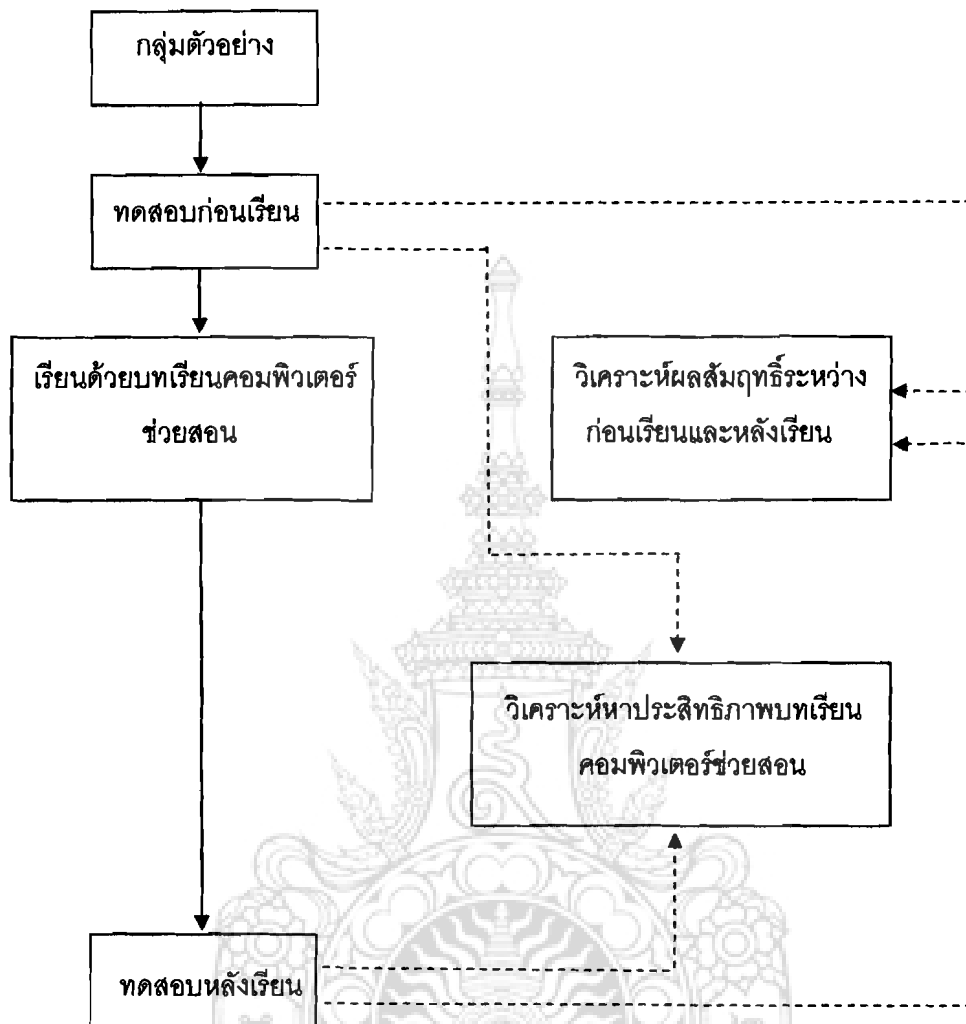 กลุ่มตัวอย่าง
ทดสอบก่อนเรียน
เรียนด้วยบทเรียนคอมพิวเตอร์
ช่วยสอน
วิเคราะห์ผลสัมฤทธิ์ระหว่าง
ก่อนเรียนและหลังเรียน
วิเคราะห์หาประสิทธิภาพบทเรียน
คอมพิวเตอร์ช่วยสอน
ทดสอบหลังเรียน